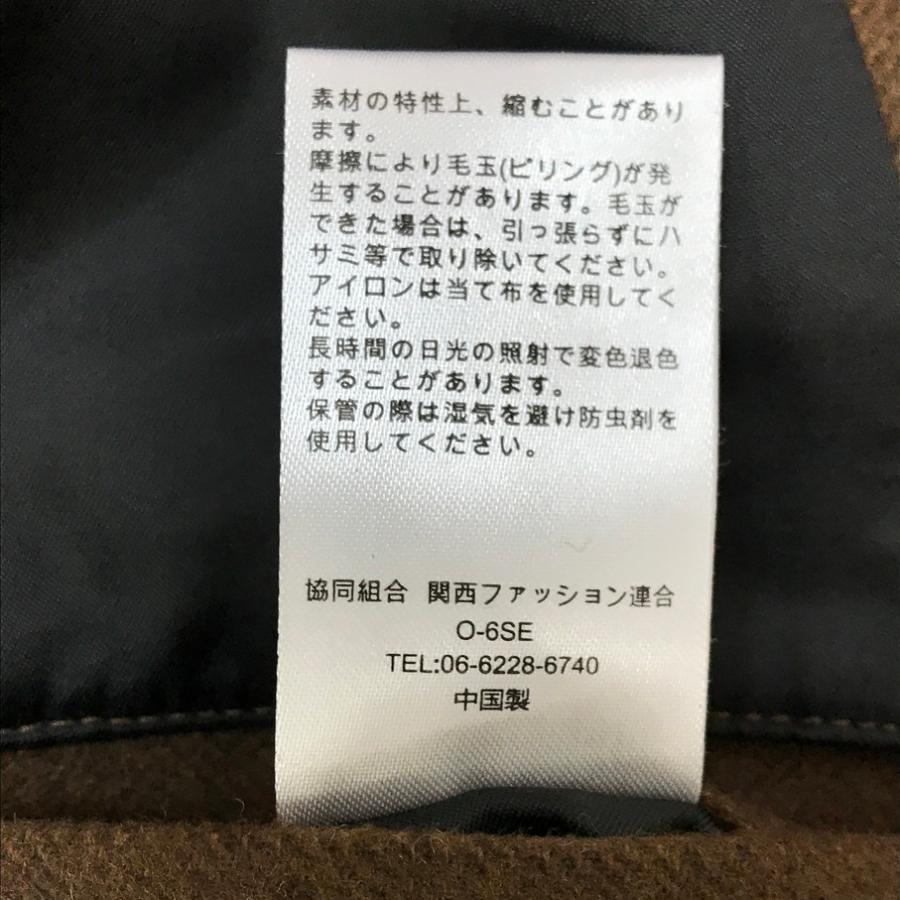 素材の特性上、縮むことがあり
ます。
摩擦により毛玉(ピリング)が発
生することがあります。毛玉が
できた場合は、引っ張らずにハ
サミ等で取り除いてください。
アイロンは当て布を使用してく
ださい。
長時間の日光の照射で変色退色
することがあります。
保管の際は湿気を避け防虫剤を
使用してください。
協同組合 関西ファッション連合
O-6SE
TEL:06-6228-6740
中国製